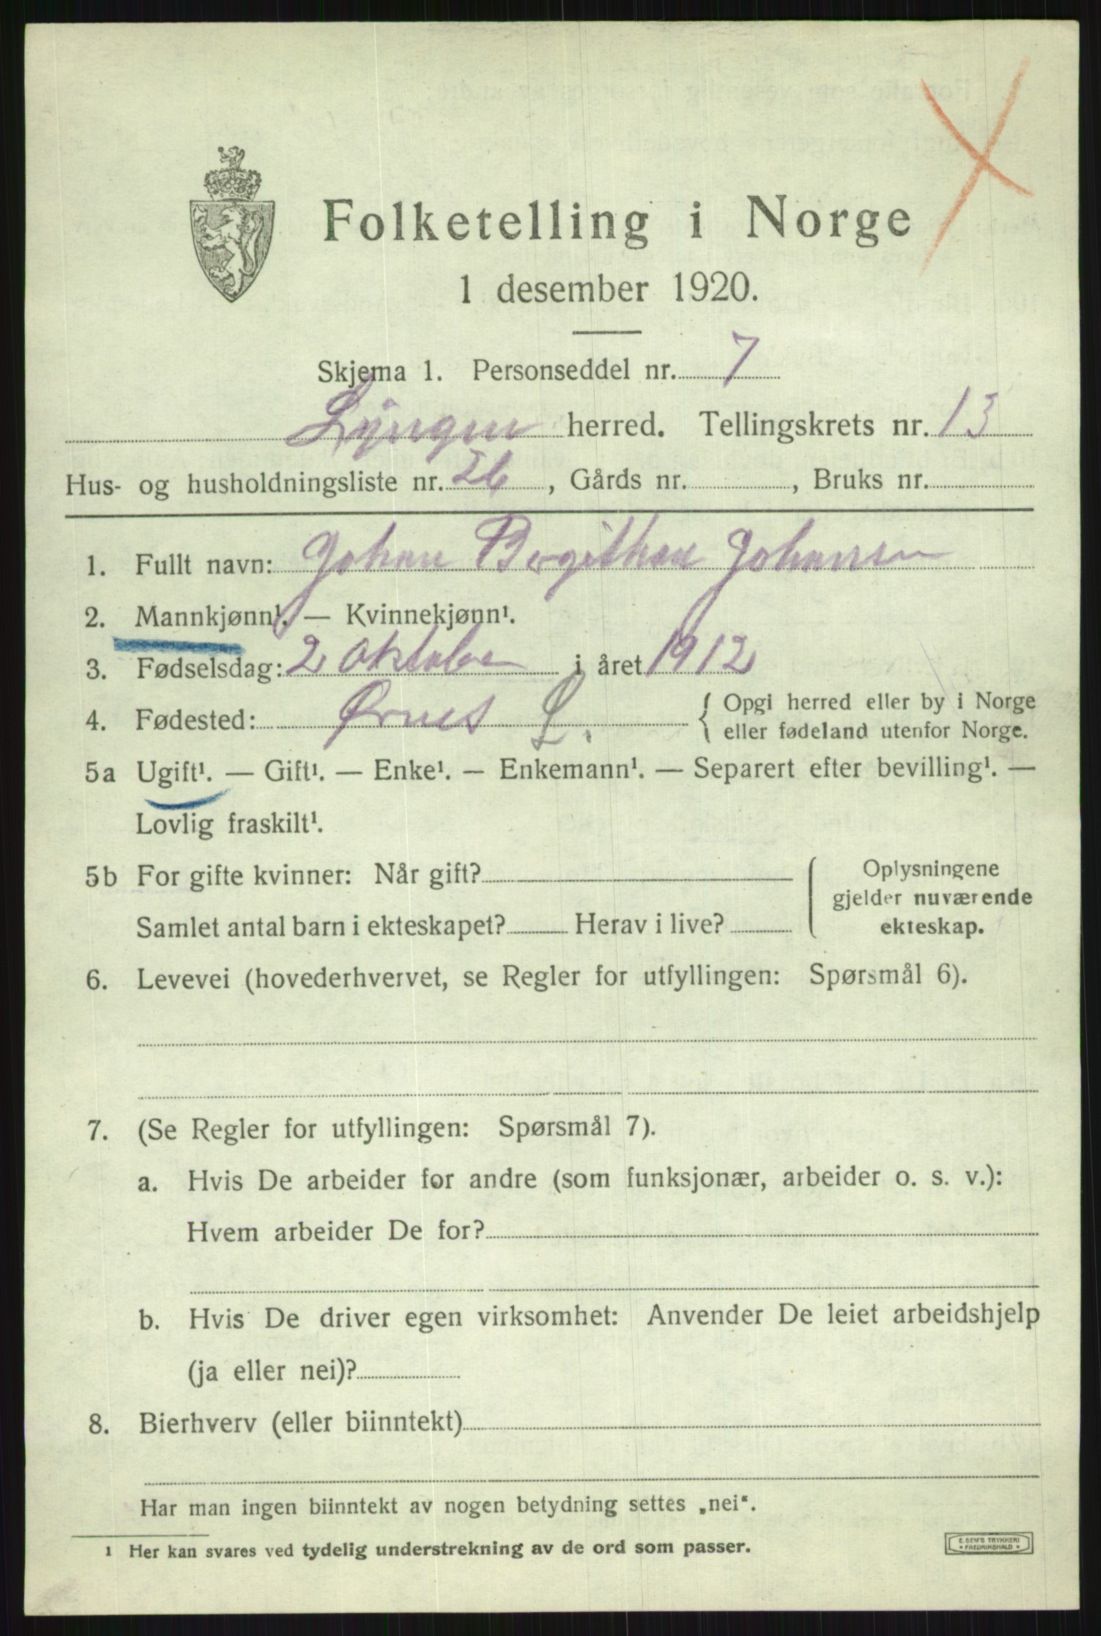 Folketelling i Norge
1 desember 1920.
Skjema 1. Personseddel nr. 7
Lyngen herred. Tellingskrets nr. 13
Hus- og husholdningsliste nr. 26, Gårds nr. , Bruks nr.
1. Fullt navn: Johan Johansen
2. Mannkjønn¹. — Kvinnekjønn¹.
3. Fødselsdag: 2 oktober i året 1912
4. Fødested: Ørnes L. { Opgi herred eller by i Norge
eller fødeland utenfor Norge.
5a Ugift¹. — Gift¹. — Enke¹. — Enkemann¹. — Separert efter bevilling¹. —
Lovlig fraskilt¹.
5b For gifte kvinner: Når gift?
Samlet antal barn i ekteskapet? Herav i live?
Oplysningene
gjelder nuværende
ekteskap.
6. Levevei (hovederhvervet, se Regler for utfyllingen: Spørsmål 6).
7. (Se Regler for utfyllingen: Spørsmål 7).
a. Hvis De arbeider for andre (som funksjonær, arbeider o. s. v.):
Hvem arbeider De for?
b. Hvis De driver egen virksomhet: Anvender De leiet arbeidshjelp
(ja eller nei)?
8. Bierhverv (eller biinntekt)
Har man ingen biinntekt av nogen betydning settes „nei“.
¹ Her kan svares ved tydelig understrekning av de ord som passer.
E. SEM'S TRYKKERI
• FREDRIKSHALD •